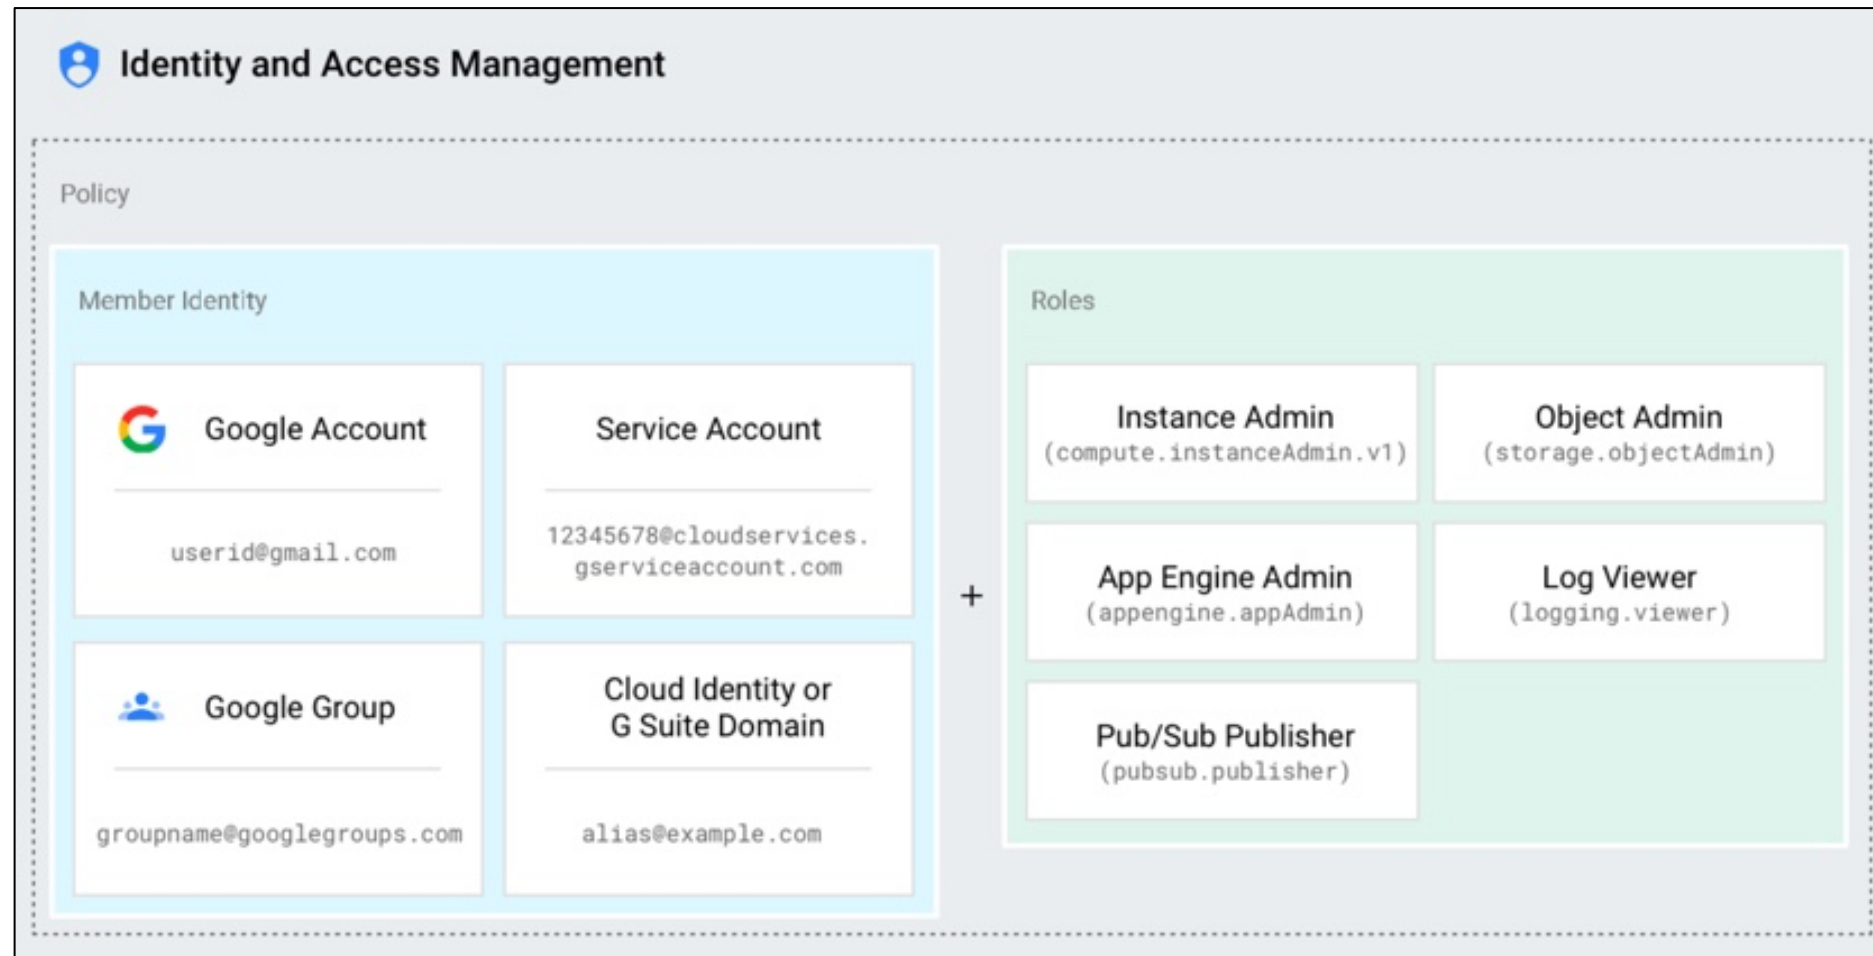 Identity and Access Management
Policy
Member Identity
Google Account
userid@gmail.com
Service Account
12345678@cloudservices.
gserviceaccount.com
Google Group
groupname@googlegroups.com
Cloud Identity or
G Suite Domain
alias@example.com
+
Roles
Instance Admin
(compute.instanceAdmin.v1)
Object Admin
(storage.objectAdmin)
App Engine Admin
(appengine.appAdmin)
Log Viewer
(logging.viewer)
Pub/Sub Publisher
(pubsub.publisher)